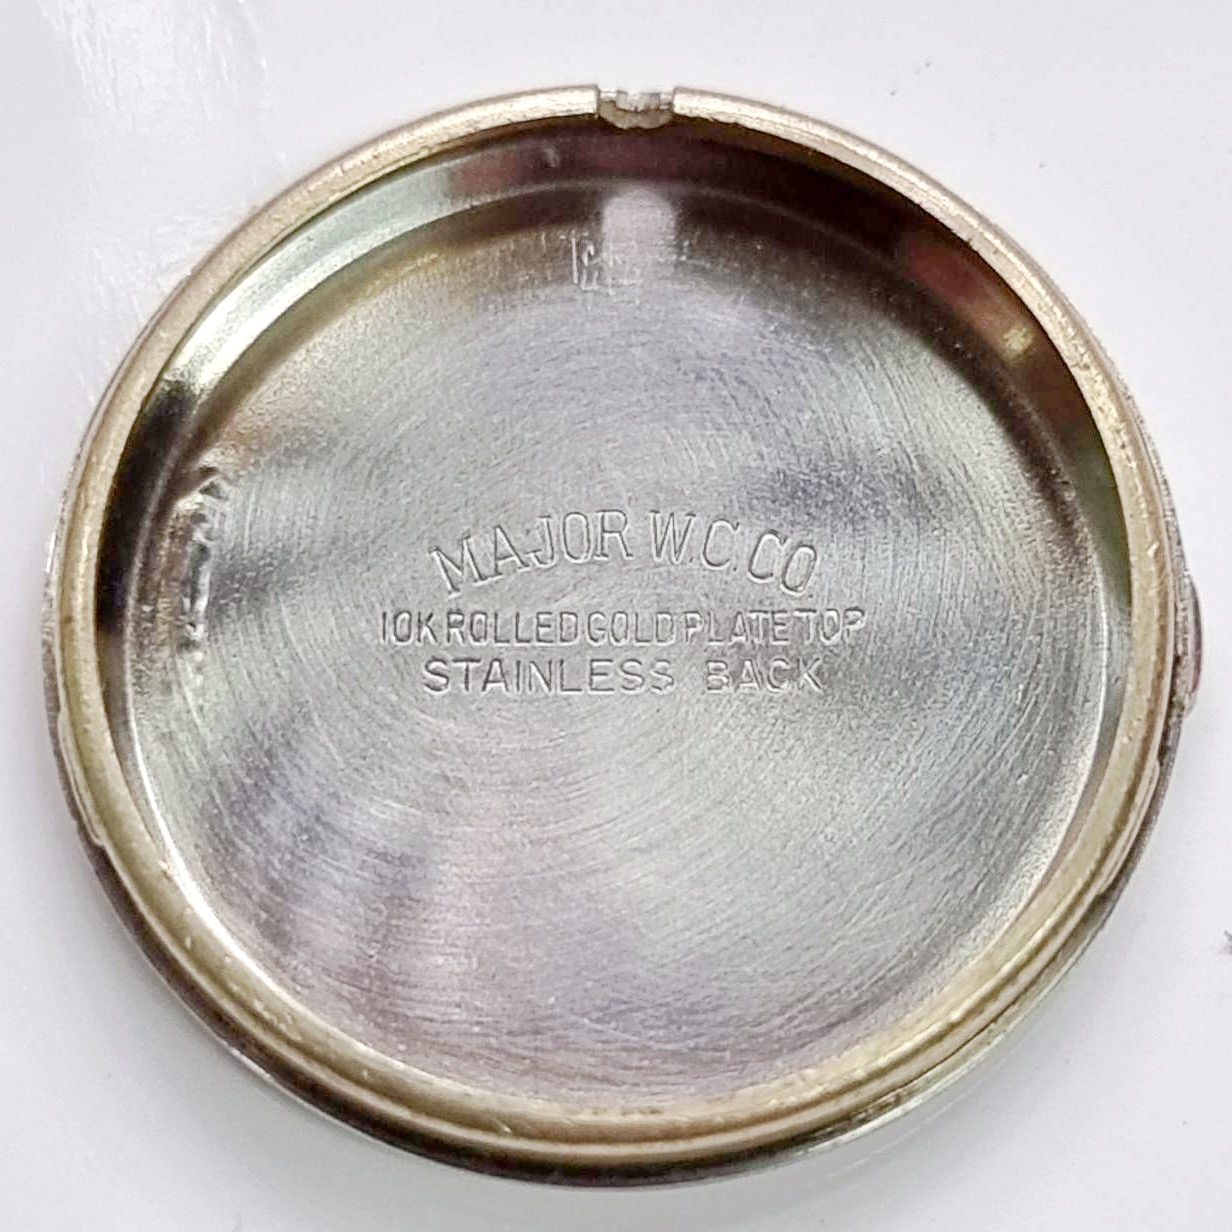 MAJOR W.C.CO
10K ROLLED GOLD PLATE TOP
STAINLESS BACK